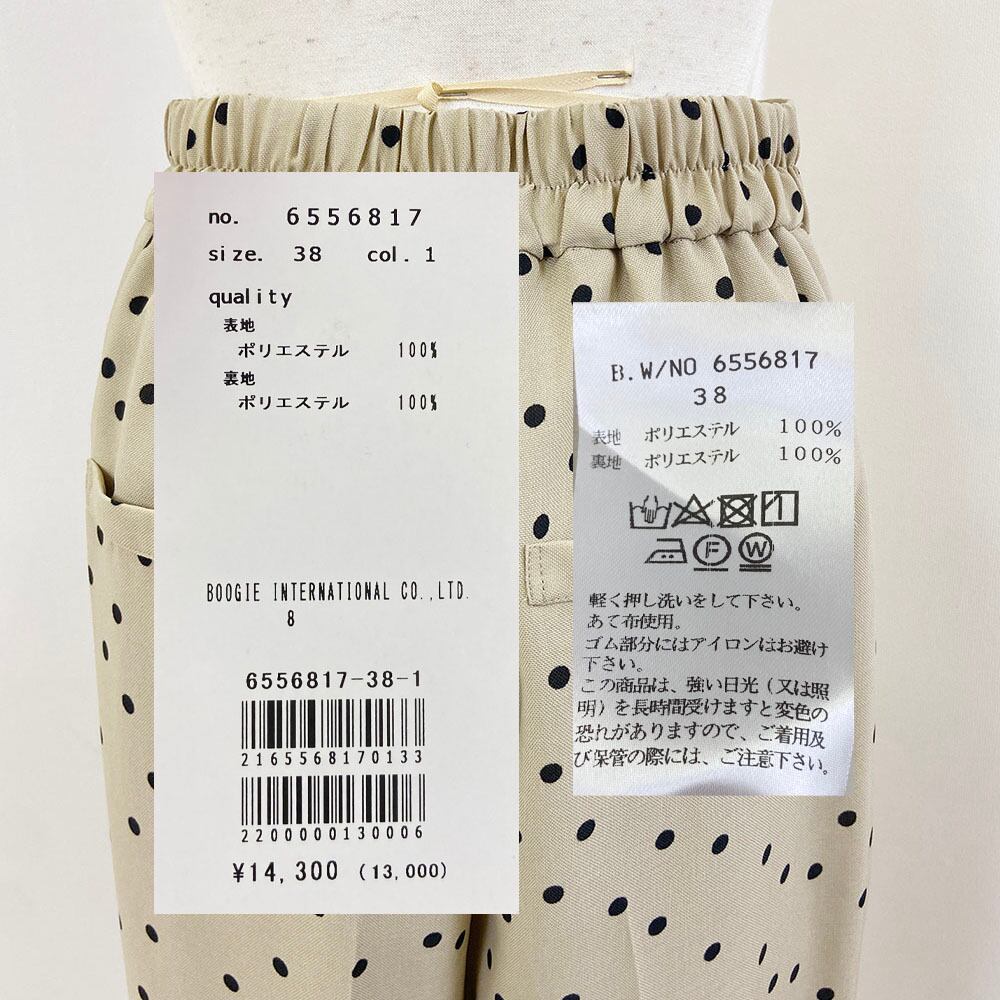 no. 6556817
size. 38 col. 1
quality
表地
ポリエステル 100%
裏地
ポリエステル 100%
BOOGIE INTERNATIONAL CO.,LTD.
8
6556817-38-1
2165568170133
2200000130006
¥14,300 (13,000)
B.W/NO 6556817
38
表地 ポリエステル 100%
裏地 ポリエステル 100%
F W
軽く押し洗いをして下さい。
あて布使用。
ゴム部分にはアイロンはお避け
下さい。
この商品は、強い日光(又は照
明)を長時間受けますと変色の
恐れがありますので、ご着用及
び保管の際には、ご注意下さい。